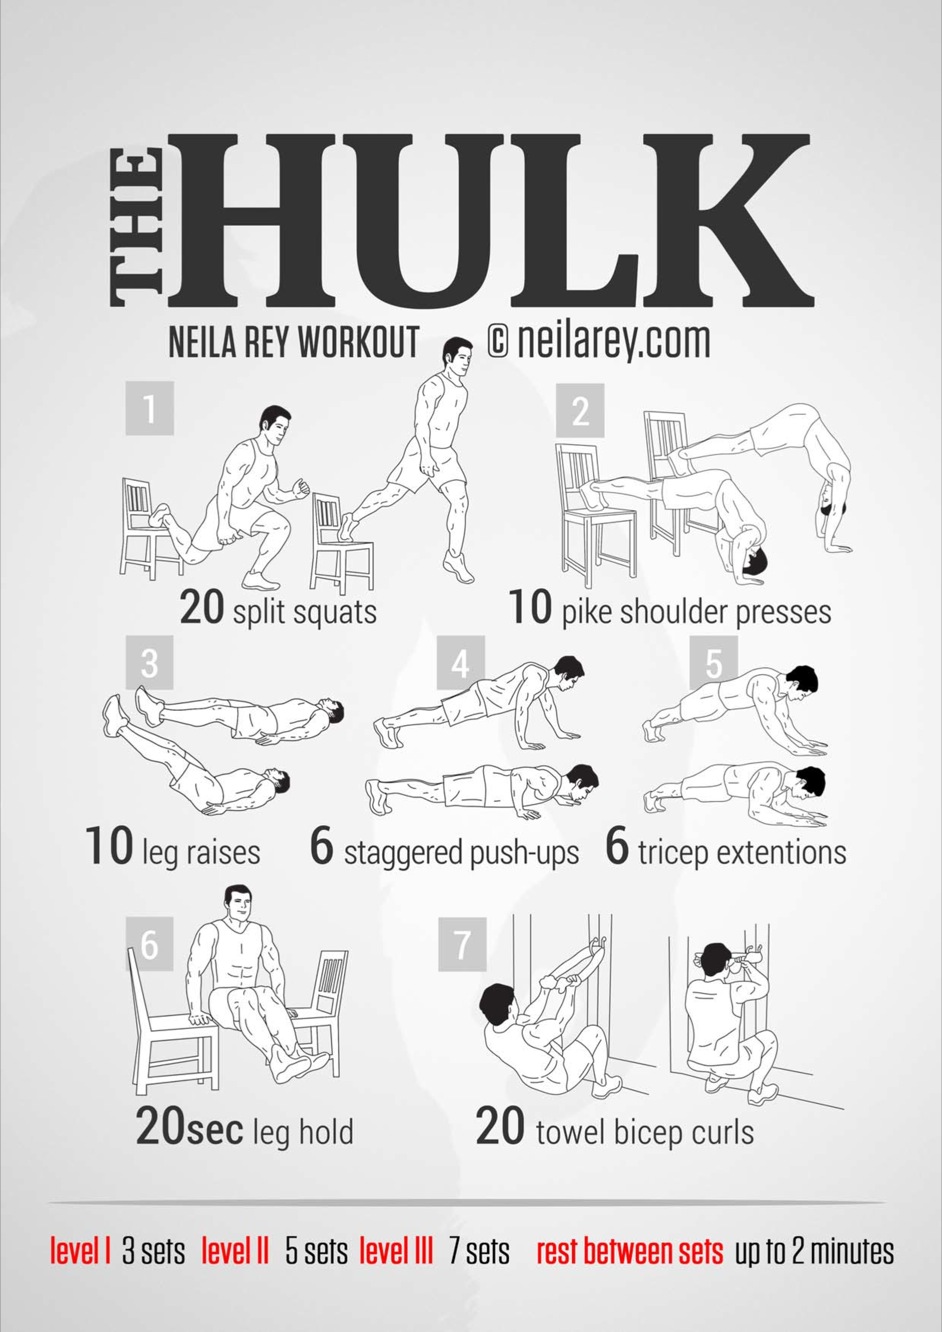 THE HULK
NEILA REY WORKOUT © neilarey.com
1
20 split squats
2
10 pike shoulder presses
3
10 leg raises
4
6 staggered push-ups
5
6 tricep extentions
6
20sec leg hold
7
20 towel bicep curls
level I 3 sets level II 5 sets level III 7 sets rest between sets up to 2 minutes